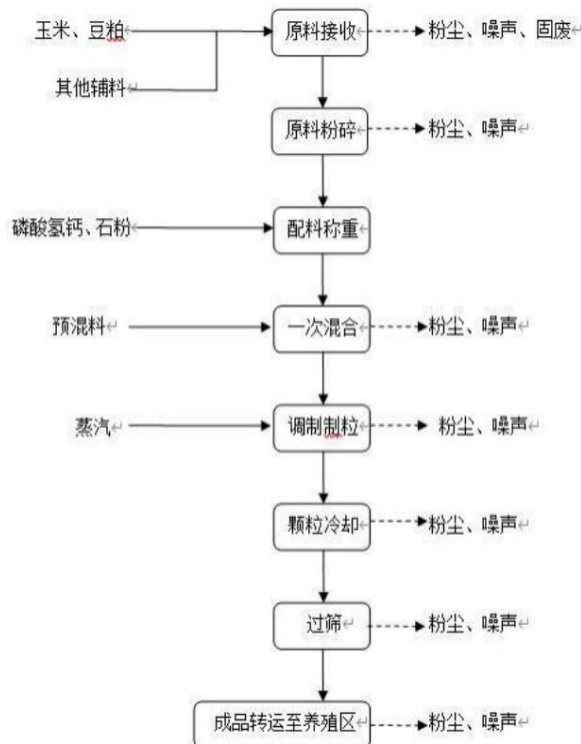 玉米、豆粕
原料接收
粉尘、噪声、固废
其他辅料
原料粉碎
粉尘、噪声
磷酸氢钙、石粉
配料称重
预混料
一次混合
粉尘、噪声
蒸汽
调制制粒
粉尘、噪声
颗粒冷却
粉尘、噪声
过筛
粉尘、噪声
成品转运至养殖区
粉尘、噪声